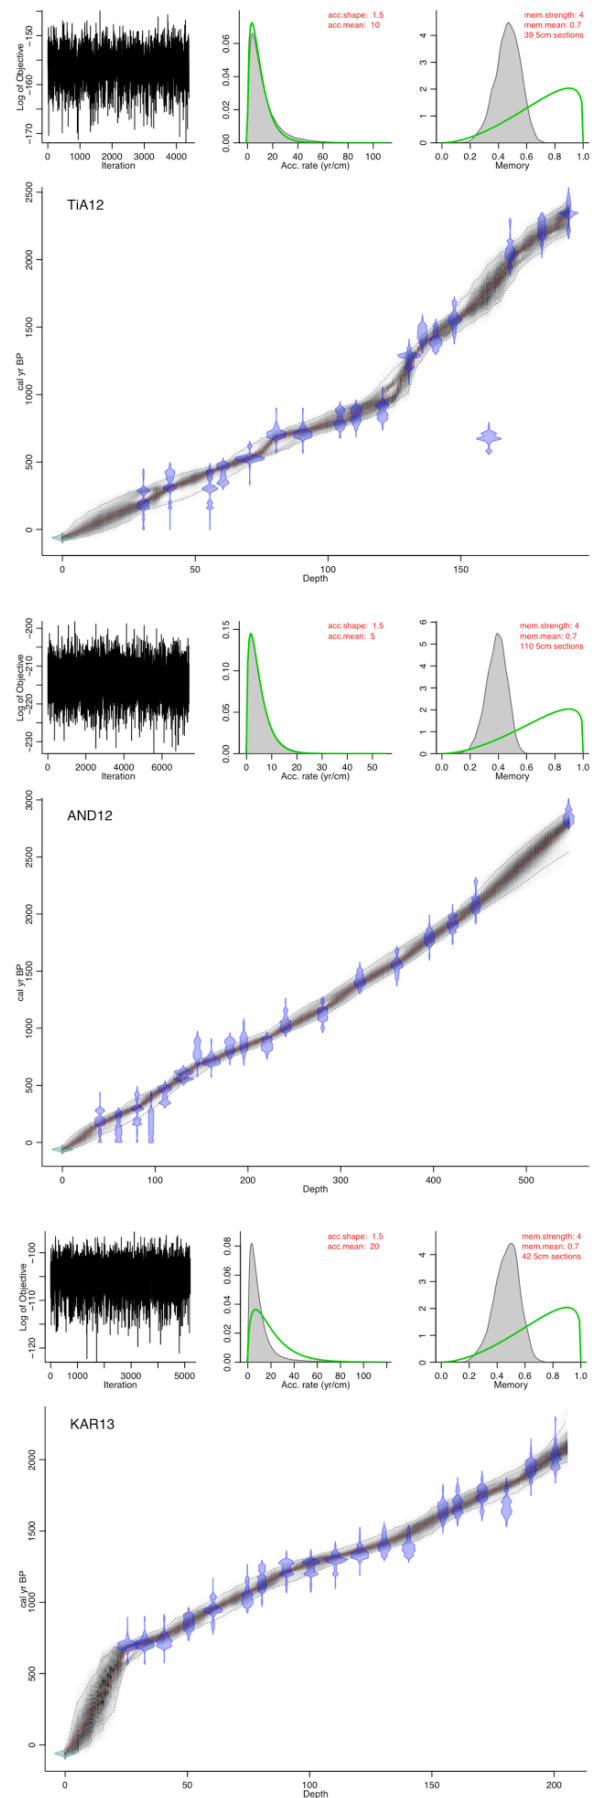 −150
−160
−170
Log of Objective
0 1000 2000 3000 4000
Iteration
0.06
0.04
0.02
0.00
acc.shape: 1.5
acc.mean: 10
0 20 40 60 80 100
Acc. rate (yr/cm)
4
3
2
1
0
mem.strength: 4
mem.mean: 0.7
39 5cm sections
0.0 0.2 0.4 0.6 0.8 1.0
Memory
TiA12
2500
2000
1500
1000
500
0
cal yr BP
0 50 100 150
Depth
−200
−210
−220
−230
Log of Objective
0 2000 4000 6000
Iteration
0.15
0.10
0.05
0.00
acc.shape: 1.5
acc.mean: 5
0 10 20 30 40 50
Acc. rate (yr/cm)
6
5
4
3
2
1
0
mem.strength: 4
mem.mean: 0.7
110 5cm sections
0.0 0.2 0.4 0.6 0.8 1.0
Memory
AND12
3000
2500
2000
1500
1000
500
0
cal yr BP
0 100 200 300 400 500
Depth
−100
−110
−120
Log of Objective
0 1000 3000 5000
Iteration
0.08
0.06
0.04
0.02
0.00
acc.shape: 1.5
acc.mean: 20
0 20 40 60 80 100
Acc. rate (yr/cm)
4
3
2
1
0
mem.strength: 4
mem.mean: 0.7
42 5cm sections
0.0 0.2 0.4 0.6 0.8 1.0
Memory
KAR13
2000
1500
1000
500
0
cal yr BP
0 50 100 150 200
Depth